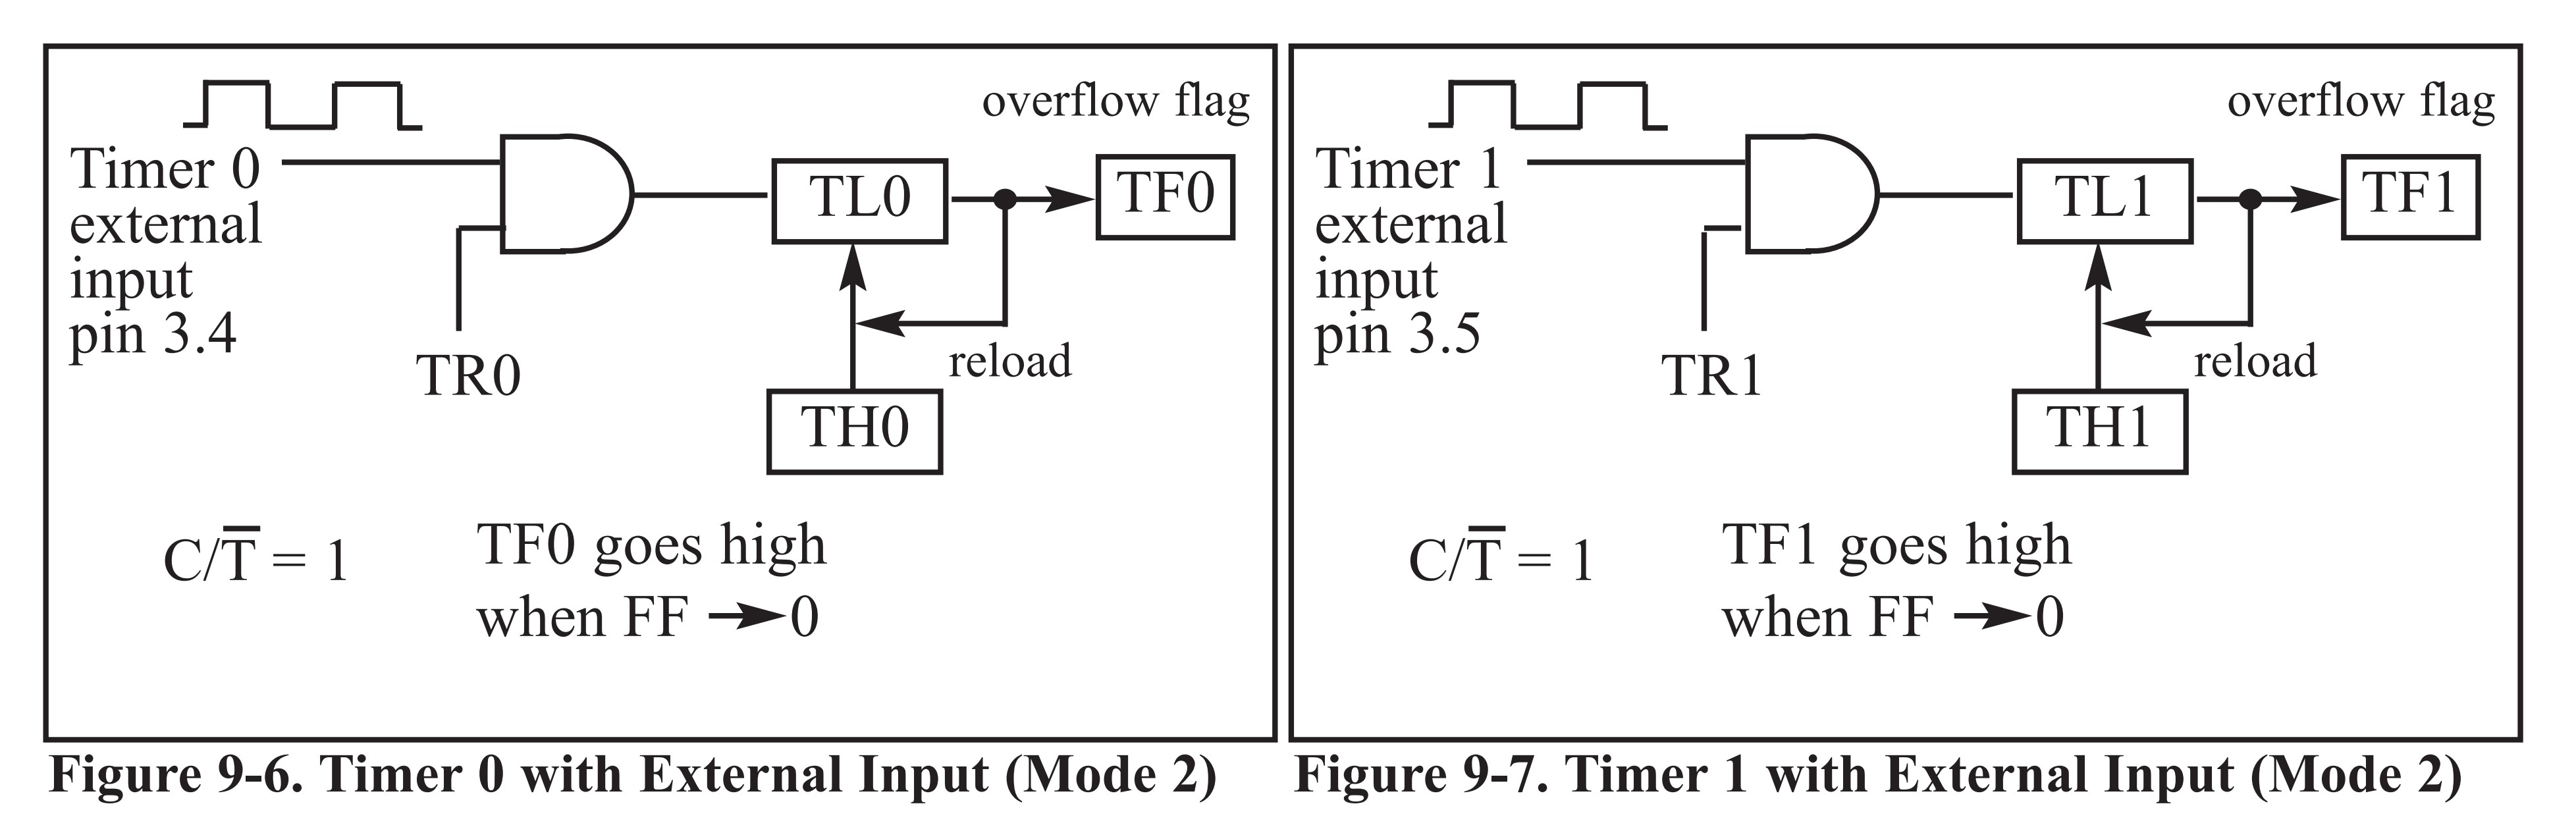 overflow flag
Timer 0
external
input
pin 3.4
TR0
TL0
TF0
reload
TH0
C/T̅ = 1
TF0 goes high
when FF → 0
Figure 9-6. Timer 0 with External Input (Mode 2)
overflow flag
Timer 1
external
input
pin 3.5
TR1
TL1
TF1
reload
TH1
C/T̅ = 1
TF1 goes high
when FF → 0
Figure 9-7. Timer 1 with External Input (Mode 2)